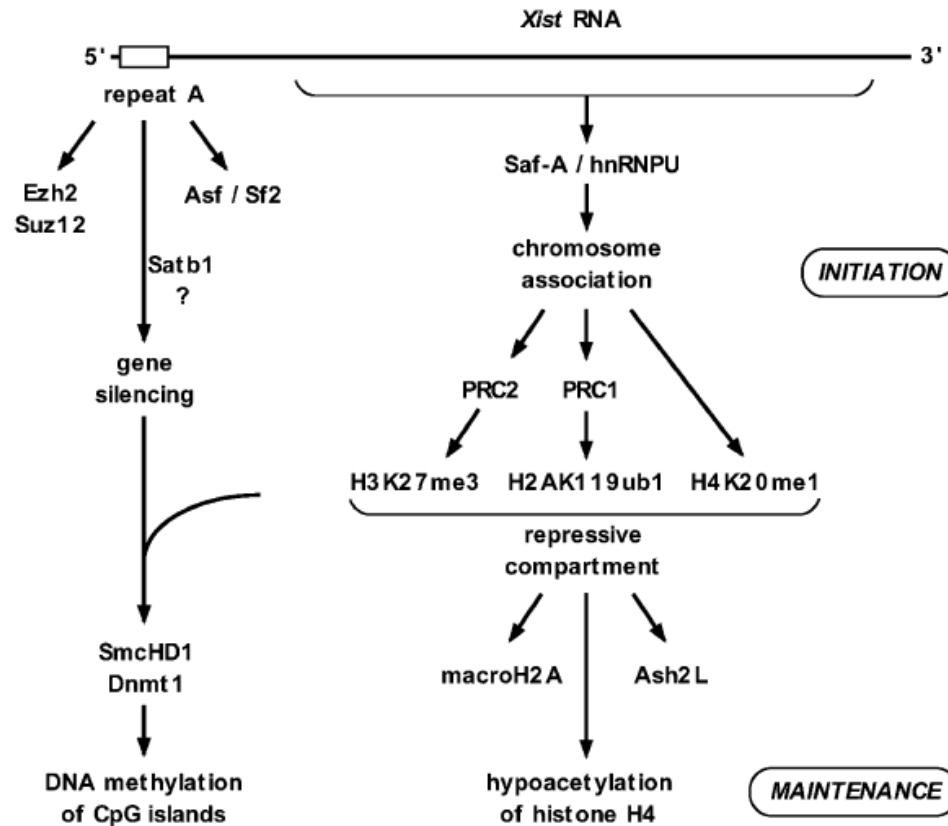 Xist RNA
5' 3'
repeat A
Ezh2
Suz12
Asf / Sf2
Satb1
?
gene
silencing
SmcHD1
Dnmt1
DNA methylation
of CpG islands
Saf-A / hnRNPU
chromosome
association
PRC2 PRC1
H3K27me3 H2AK119ub1 H4K20me1
repressive
compartment
macroH2A Ash2L
hypoacetylation
of histone H4
INITIATION
MAINTENANCE